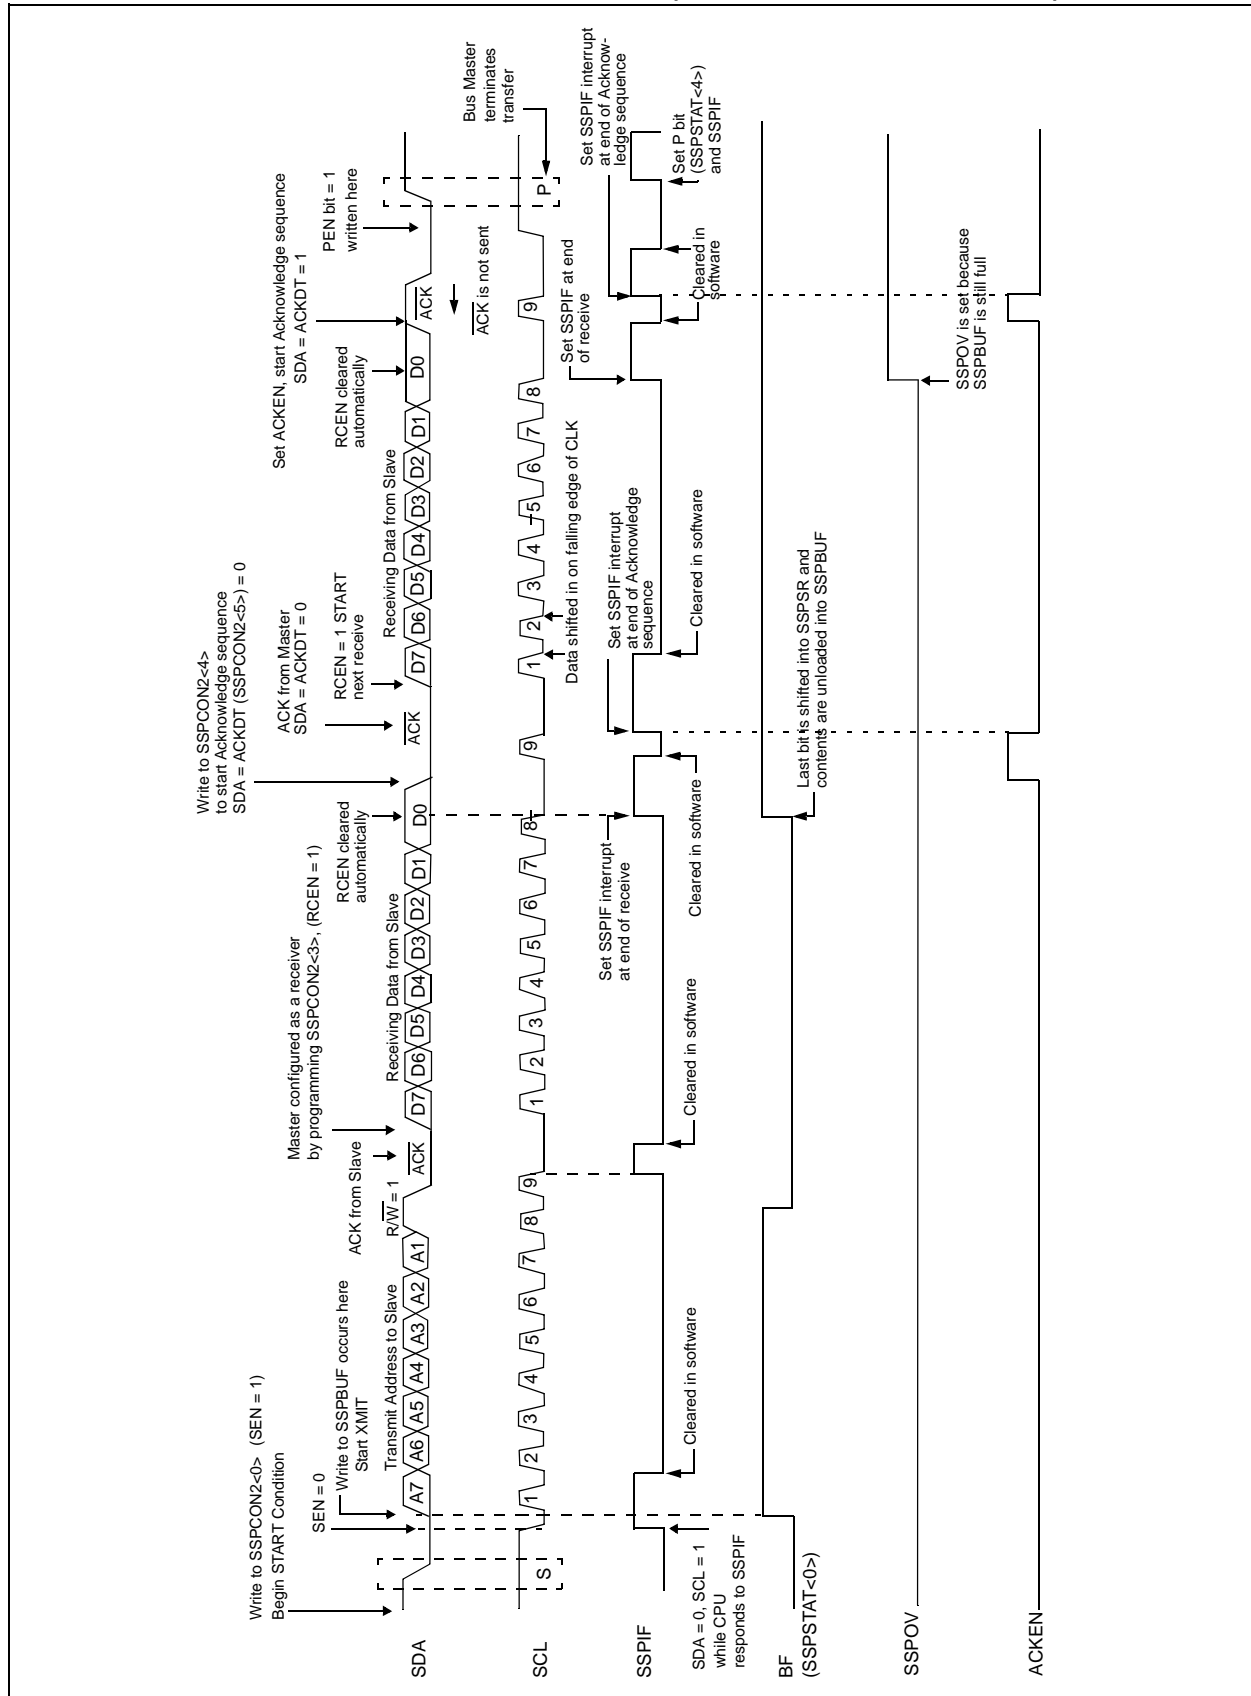 Write to SSPCON2<0> (SEN = 1)
Begin START Condition
SEN = 0
Write to SSPBUF occurs here
Start XMIT
Transmit Address to Slave
ACK from Slave
R/W = 1
Master configured as a receiver
by programming SSPCON2<3>, (RCEN = 1)
Receiving Data from Slave
RCEN cleared
automatically
Write to SSPCON2<4>
to start Acknowledge sequence
SDA = ACKDT (SSPCON2<5>) = 0
ACK from Master
SDA = ACKDT = 0
RCEN = 1 START
next receive
Receiving Data from Slave
RCEN cleared
automatically
Set ACKEN, start Acknowledge sequence
SDA = ACKDT = 1
PEN bit = 1
written here
SDA
A7 A6 A5 A4 A3 A2 A1
ACK
D7 D6 D5 D4 D3 D2 D1 D0
ACK
D7 D6 D5 D4 D3 D2 D1 D0
ACK
ACK is not sent
Bus Master
terminates
transfer
SCL
S
1 2 3 4 5 6 7 8 9
1 2 3 4 5 6 7 8 9
1 2 3 4 5 6 7 8 9
P
Data shifted in on falling edge of CLK
Set SSPIF interrupt
at end of receive
Set SSPIF interrupt
at end of Acknowledge
sequence
Set SSPIF at end
of receive
Set SSPIF interrupt
at end of Acknow-
ledge sequence
SSPIF
SDA = 0, SCL = 1
while CPU
responds to SSPIF
Cleared in software
Cleared in software
Cleared in software
Cleared in software
Cleared in
software
Set P bit
(SSPSTAT<4>)
and SSPIF
BF
(SSPSTAT<0>)
Last bit is shifted into SSPSR and
contents are unloaded into SSPBUF
SSPOV
SSPOV is set because
SSPBUF is still full
ACKEN